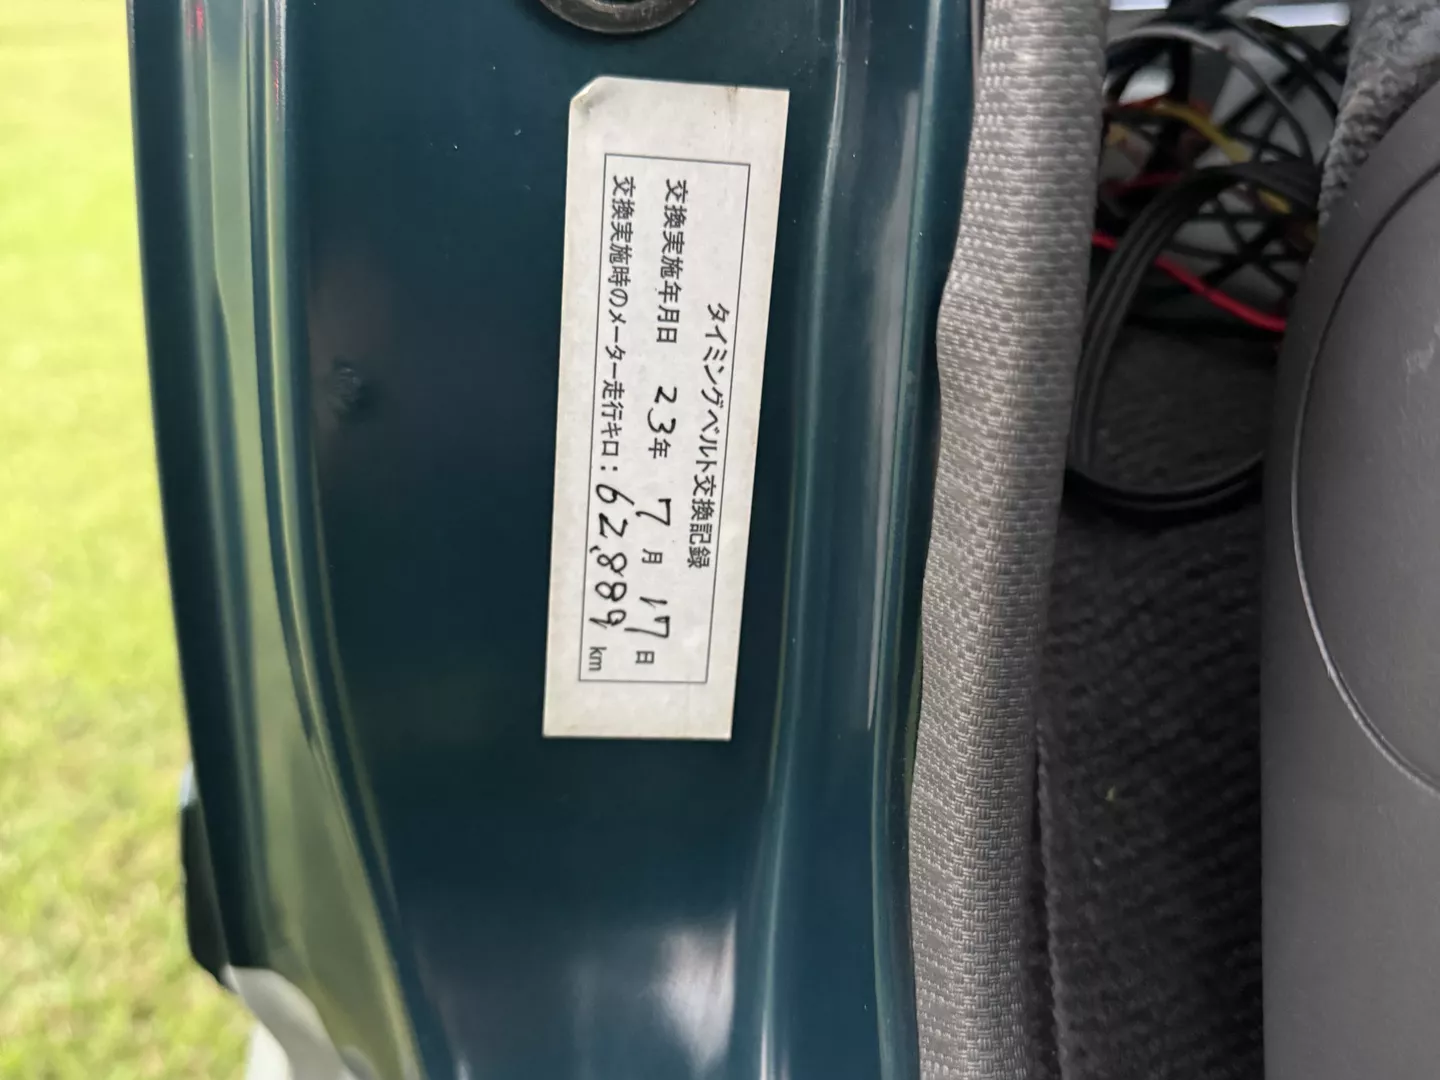 タイミングベルト交換記録
交換実施年月日 23年 7月 17日
交換実施時のメーター走行キロ：62,889 km